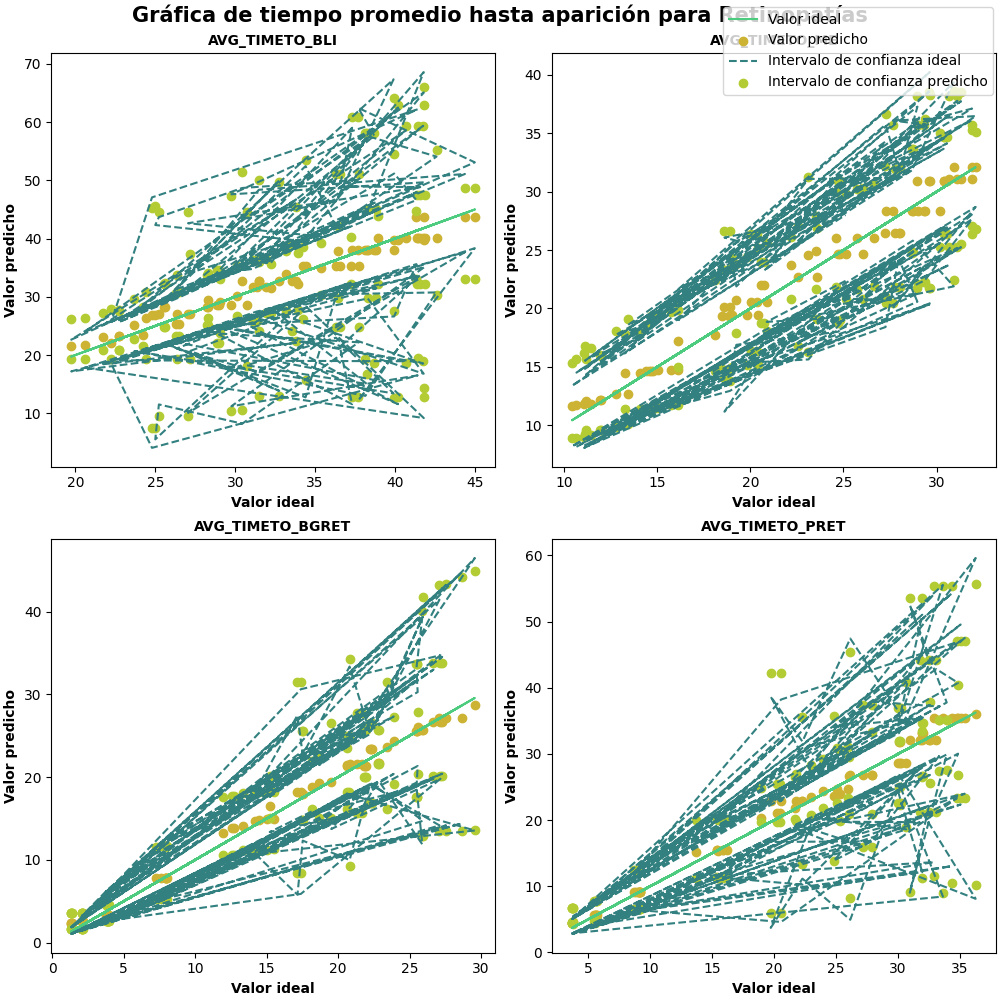 Gráfica de tiempo promedio hasta aparición para Retinopatías
Valor ideal
Valor predicho
Intervalo de confianza ideal
Intervalo de confianza predicho
AVG_TIMETO_BLI
70
60
50
40
30
20
10
20 25 30 35 40 45
Valor predicho
Valor ideal
40
35
30
25
20
15
10
10 15 20 25 30
Valor predicho
Valor ideal
AVG_TIMETO_BGRET
40
30
20
10
0
0 5 10 15 20 25 30
Valor predicho
Valor ideal
AVG_TIMETO_PRET
60
50
40
30
20
10
0
5 10 15 20 25 30 35
Valor predicho
Valor ideal